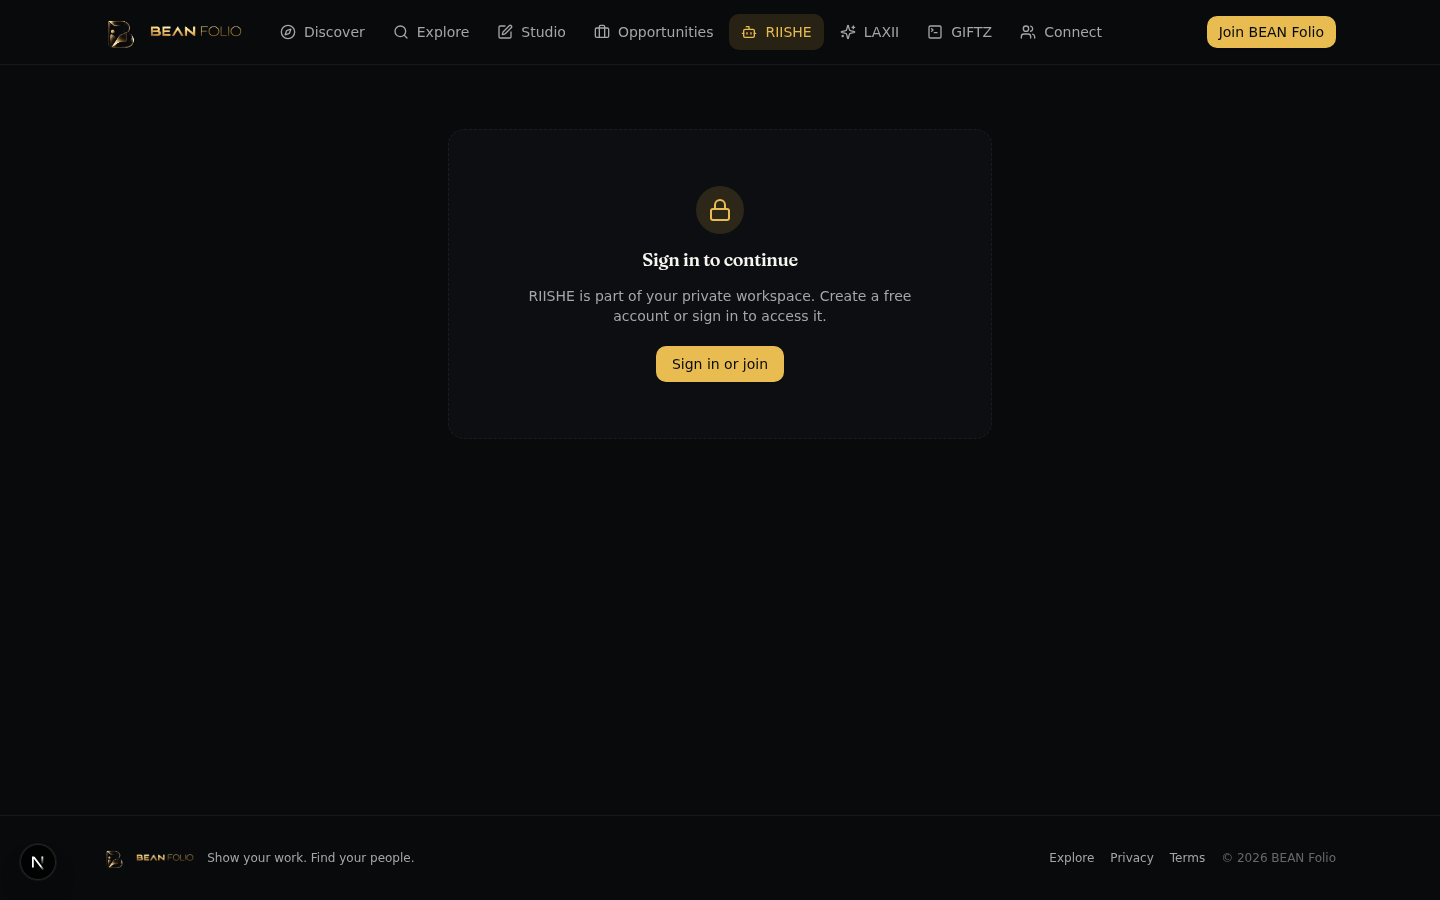 BEAN FOLIO
Discover
Explore
Studio
Opportunities
RIISHE
LAXII
GIFTZ
Connect
Join BEAN Folio
Sign in to continue
RIISHE is part of your private workspace. Create a free
account or sign in to access it.
Sign in or join
N
BEAN FOLIO
Show your work. Find your people.
Explore
Privacy
Terms
© 2026 BEAN Folio